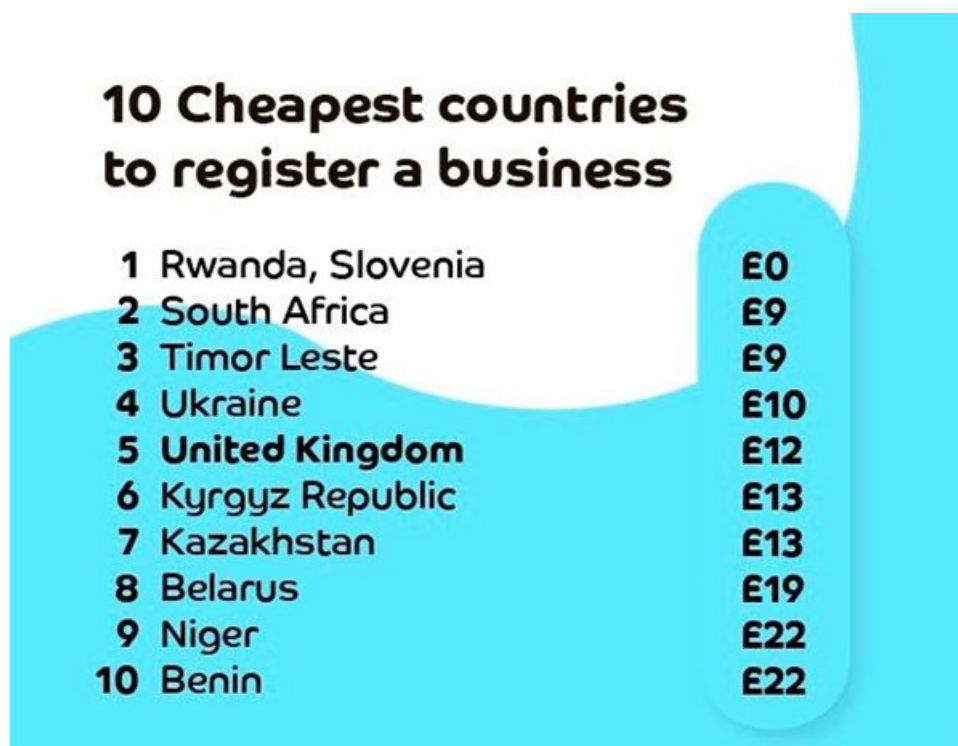 10 Cheapest countries
to register a business
1 Rwanda, Slovenia £0
2 South Africa £9
3 Timor Leste £9
4 Ukraine £10
5 United Kingdom £12
6 Kyrgyz Republic £13
7 Kazakhstan £13
8 Belarus £19
9 Niger £22
10 Benin £22